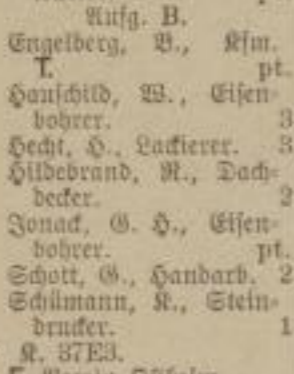 Aufg. B.
Engelberg, B., Kfm.
T. pt.
Hauschild, W., Eisen-
bohrer. 3
Hecht, H., Lackierer. 3
Hildebrand, R., Dach-
decker. 2
Jonack, G. H., Eisen-
bohrer. pt.
Schott, G., Handarb. 2
Schümann, K., Stein-
drucker. 1
K. 37E3.